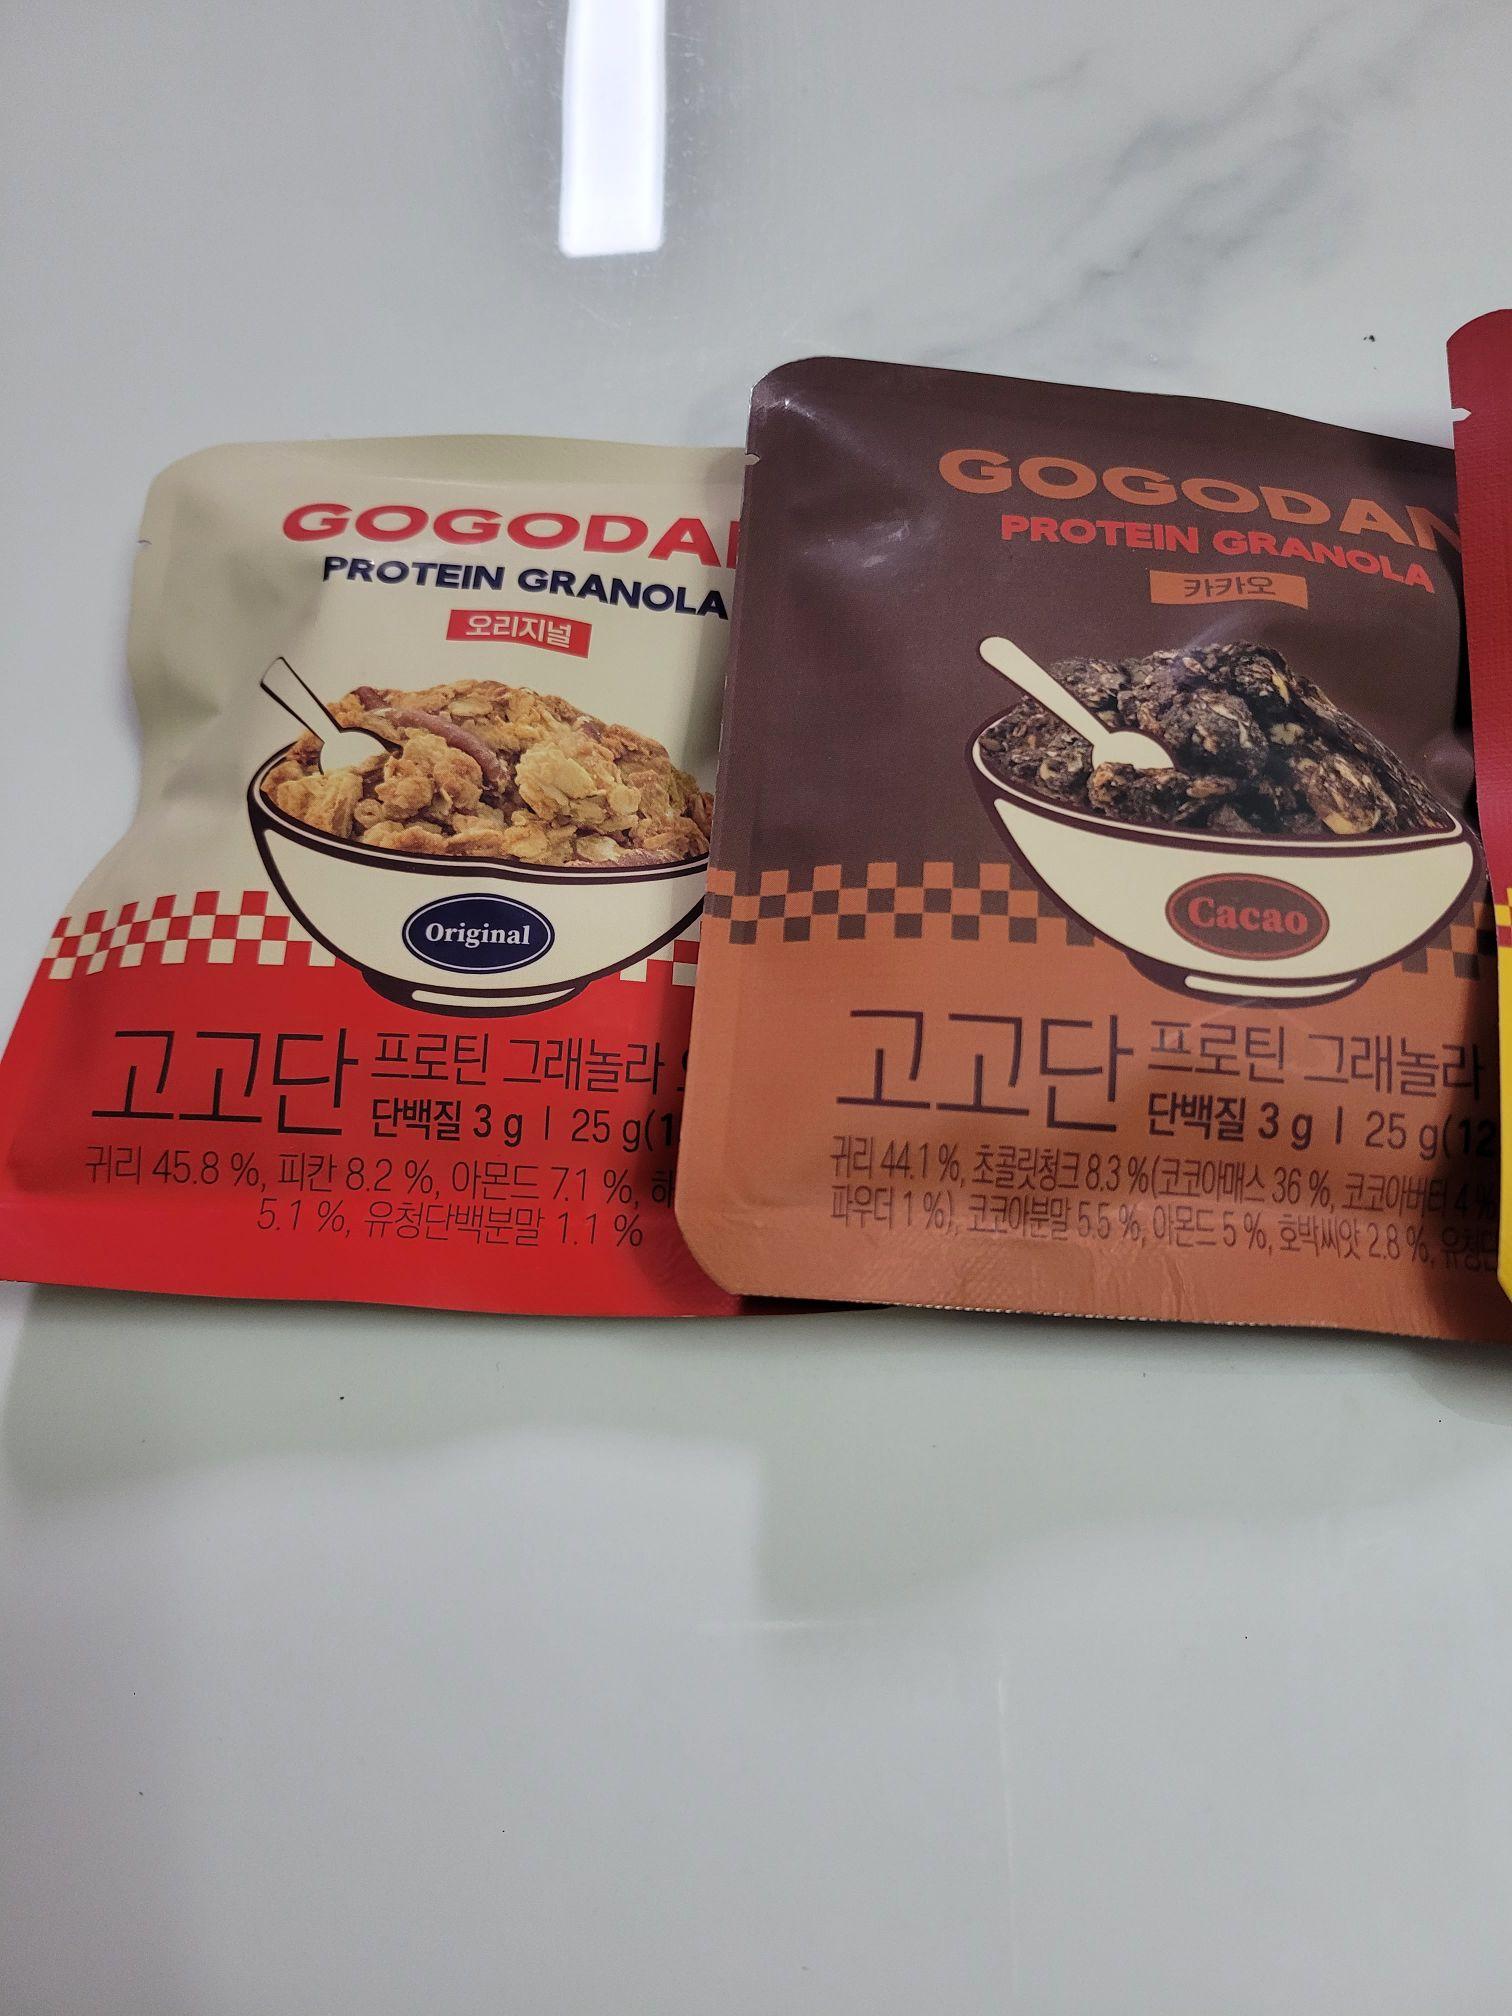 GOGODA
PROTEIN GRANOLA
오리지널
Original
고고단 프로틴 그래놀라
단백질 3 g | 25 g(1
귀리 45.8 %, 피칸 8.2 %, 아몬드 7.1 %, 해
5.1 %, 유청단백분말 1.1 %
GOGODAN
PROTEIN GRANOLA
카카오
Cacao
고고단 프로틴 그래놀라
단백질 3 g | 25 g(12
귀리 44.1 %, 초콜릿청크 8.3 %(코코아매스 36 %, 코코아버터 4 %
파우더 1 %), 코코아분말 5.5 %, 아몬드 5 %, 호박씨앗 2.8 %, 유청단